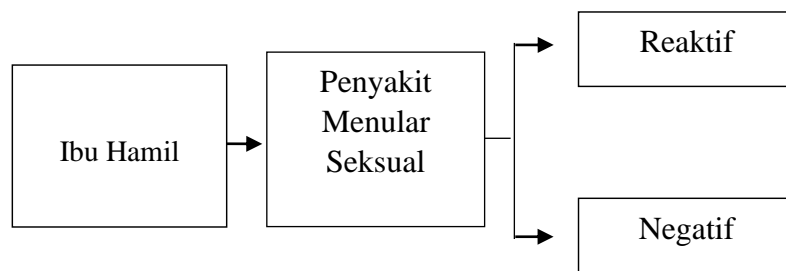 Ibu Hamil
Penyakit
Menular
Seksual
Reaktif
Negatif